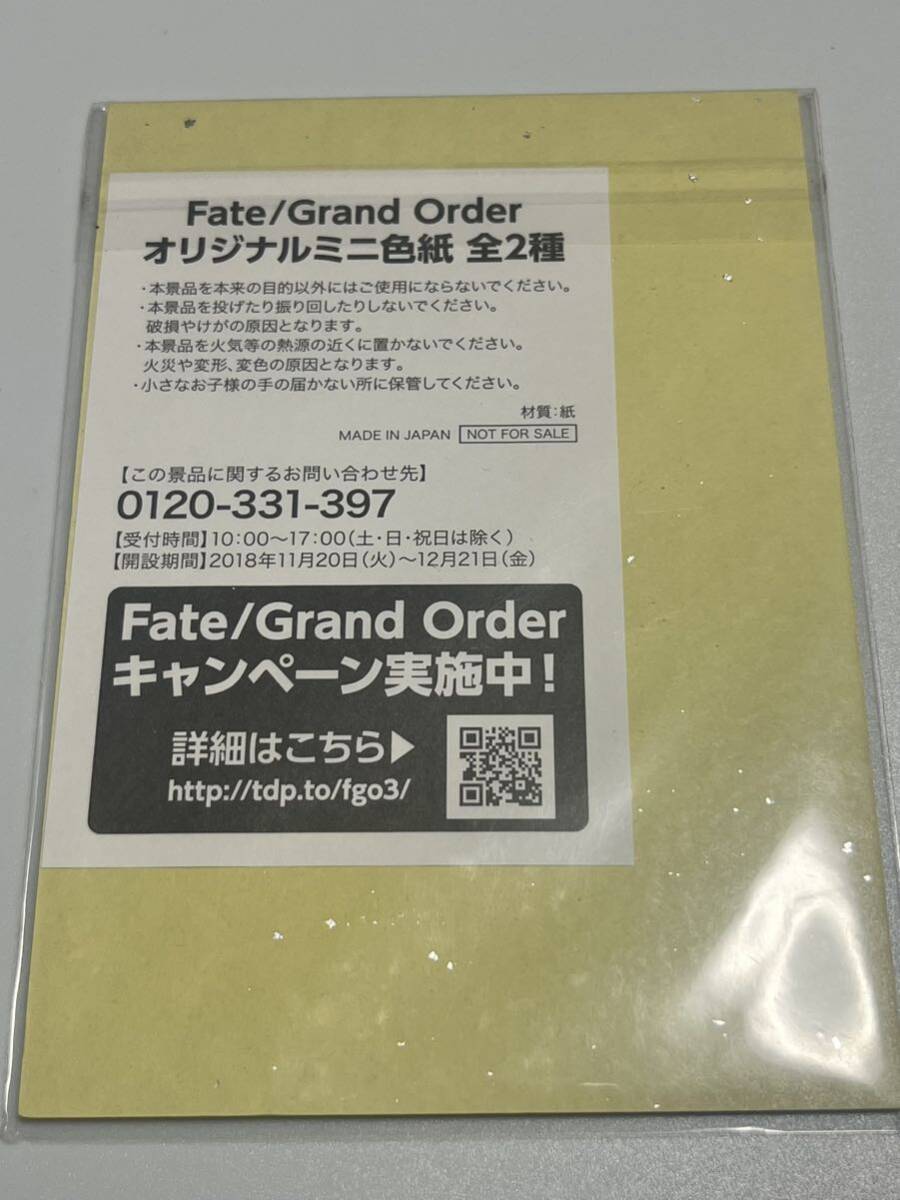 Fate/Grand Order
オリジナルミニ色紙 全2種
・本景品を本来の目的以外にはご使用にならないでください。
・本景品を投げたり振り回したりしないでください。
破損やけがの原因となります。
・本景品を火気等の熱源の近くに置かないでください。
火災や変形、変色の原因となります。
・小さなお子様の手の届かない所に保管してください。
材質：紙
MADE IN JAPAN NOT FOR SALE
【この景品に関するお問い合わせ先】
0120-331-397
【受付時間】10：00〜17：00（土・日・祝日は除く）
【開設期間】2018年11月20日（火）〜12月21日（金）
Fate/Grand Order
キャンペーン実施中！
詳細はこちら▶
http://tdp.to/fgo3/